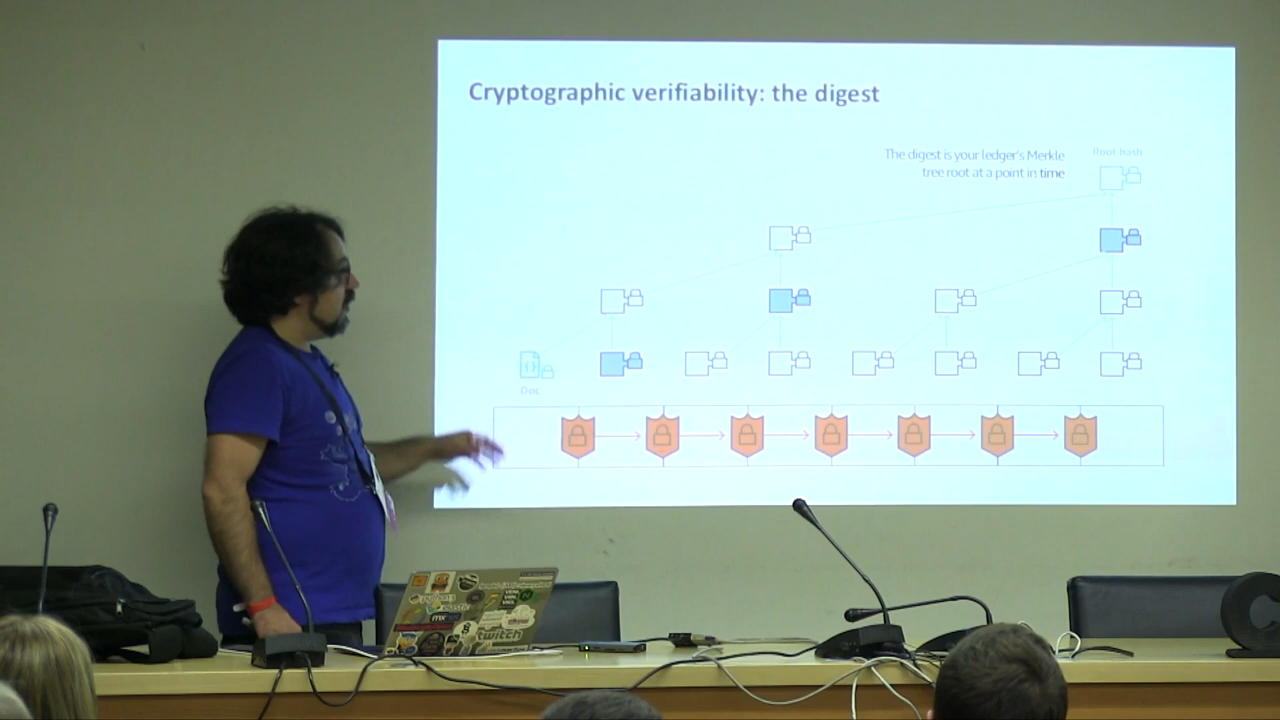 Cryptographic verifiability: the digest
The digest is your ledger's Merkle
tree root at a point in time
Root hash
Doc
twitch